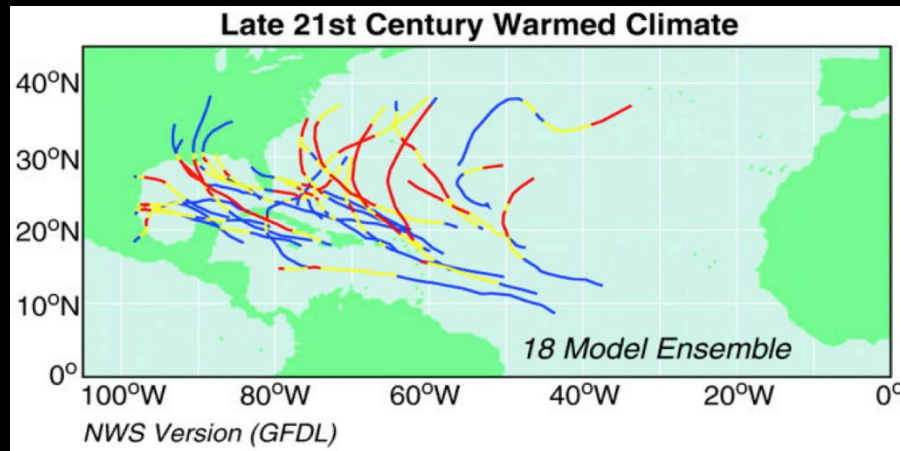 Late 21st Century Warmed Climate
40°N
30°N
20°N
10°N
0°
18 Model Ensemble
100°W 80°W 60°W 40°W 20°W 0°
NWS Version (GFDL)